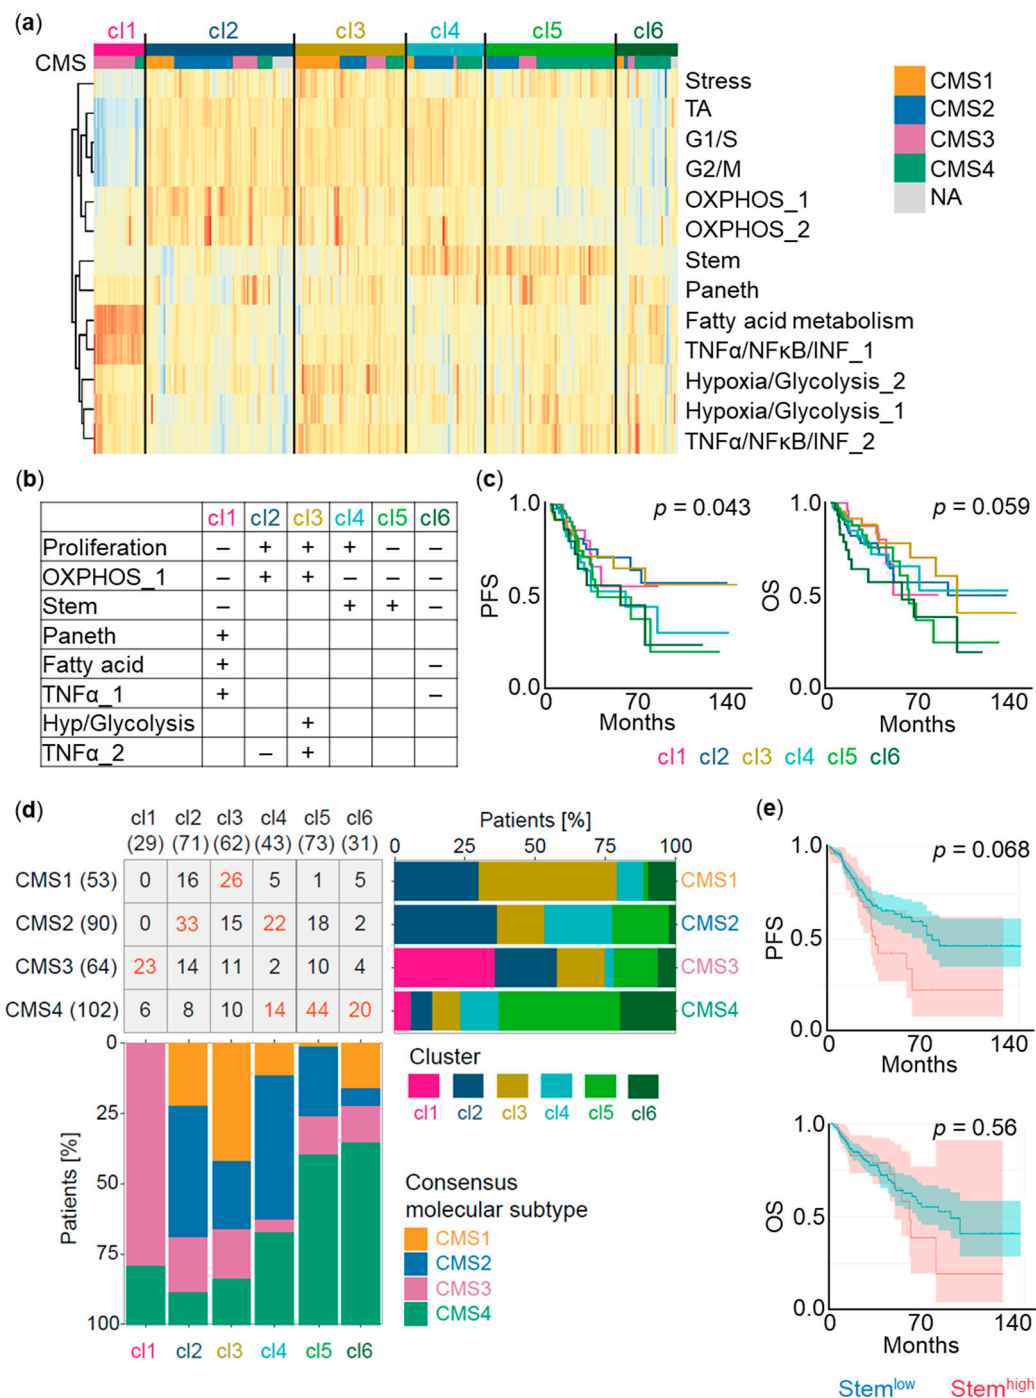 (a)
cl1 cl2 cl3 cl4 cl5 cl6
CMS
Stress
TA
G1/S
G2/M
OXPHOS_1
OXPHOS_2
Stem
Paneth
Fatty acid metabolism
TNFα/NFκB/INF_1
Hypoxia/Glycolysis_2
Hypoxia/Glycolysis_1
TNFα/NFκB/INF_2
CMS1
CMS2
CMS3
CMS4
NA
(b)
cl1 cl2 cl3 cl4 cl5 cl6
Proliferation – + + + – –
OXPHOS_1 – + + – – –
Stem – + + –
Paneth +
Fatty acid + –
TNFα_1 + –
Hyp/Glycolysis +
TNFα_2 – +
(c)
1.0
p = 0.043
PFS
0.5
0.0
0 70 140
Months
1.0
p = 0.059
OS
0.5
0.0
0 70 140
Months
cl1 cl2 cl3 cl4 cl5 cl6
(d)
cl1 cl2 cl3 cl4 cl5 cl6
(29) (71) (62) (43) (73) (31)
CMS1 (53) 0 16 26 5 1 5
CMS2 (90) 0 33 15 22 18 2
CMS3 (64) 23 14 11 2 10 4
CMS4 (102) 6 8 10 14 44 20
Patients [%]
0 25 50 75 100
CMS1
CMS2
CMS3
CMS4
0
25
50
75
100
Patients [%]
cl1 cl2 cl3 cl4 cl5 cl6
Cluster
cl1 cl2 cl3 cl4 cl5 cl6
Consensus
molecular subtype
CMS1
CMS2
CMS3
CMS4
(e)
1.0
p = 0.068
PFS
0.5
0.0
0 70 140
Months
1.0
p = 0.56
OS
0.5
0.0
0 70 140
Months
Stemlow Stemhigh